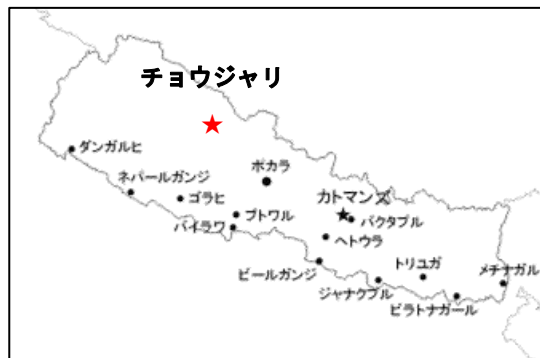 チョウジャリ
ダンガルヒ
ポカラ
ネパールガンジ
ゴラヒ
カトマンズ
ブトワル
バクタプル
バイラワ
ヘトウラ
ビールガンジ
トリユガ
メチナガル
ジャナクプル
ビラトナガール